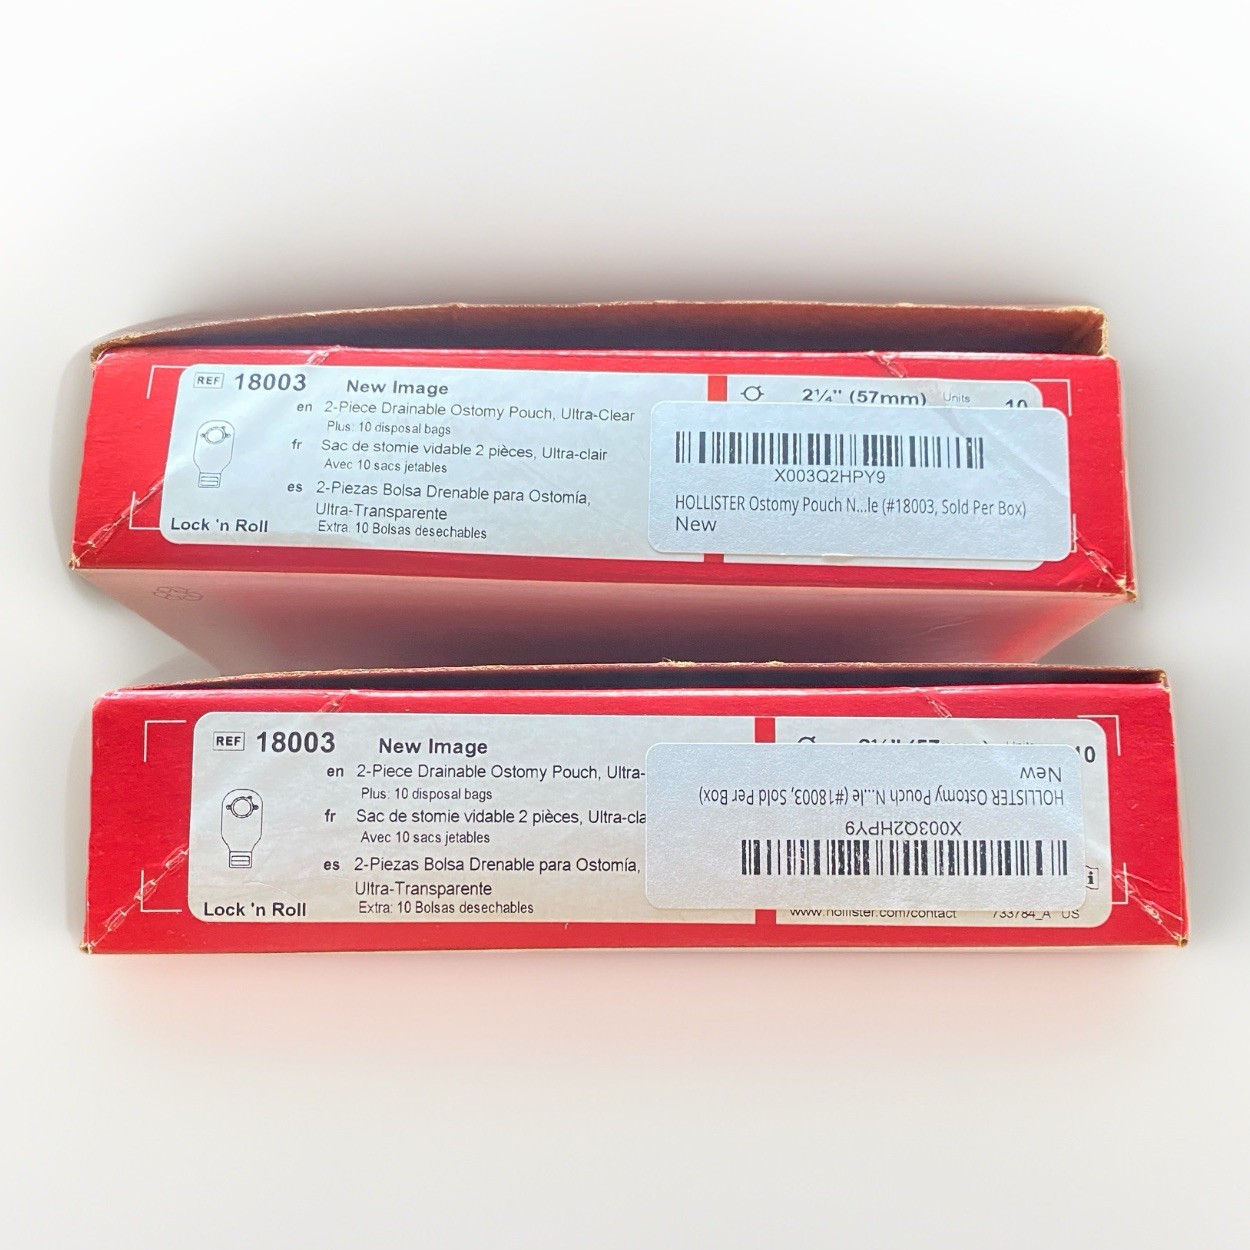 REF 18003
New Image
en 2-Piece Drainable Ostomy Pouch, Ultra-Clear
Plus: 10 disposal bags
fr Sac de stomie vidable 2 pièces, Ultra-clair
Avec 10 sacs jetables
es 2-Piezas Bolsa Drenable para Ostomía,
Ultra-Transparente
Extra: 10 Bolsas desechables
Lock 'n Roll
2¼" (57mm) Units 10
X003Q2HPY9
HOLLISTER Ostomy Pouch N...le (#18003, Sold Per Box)
New
REF 18003
New Image
en 2-Piece Drainable Ostomy Pouch, Ultra-
Plus: 10 disposal bags
fr Sac de stomie vidable 2 pièces, Ultra-cla
Avec 10 sacs jetables
es 2-Piezas Bolsa Drenable para Ostomía,
Ultra-Transparente
Extra: 10 Bolsas desechables
Lock 'n Roll
New
HOLLISTER Ostomy Pouch N...le (#18003, Sold Per Box)
X003Q2HPY9
www.hollister.com/contact 733784_A US